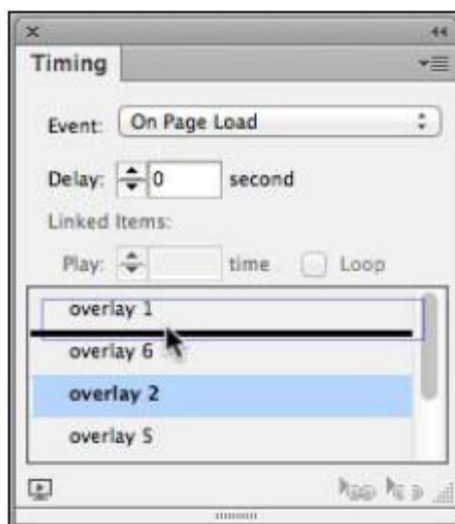 Timing
Event: On Page Load
Delay: 0 second
Linked Items:
Play: time Loop
overlay 1
overlay 6
overlay 2
overlay 5